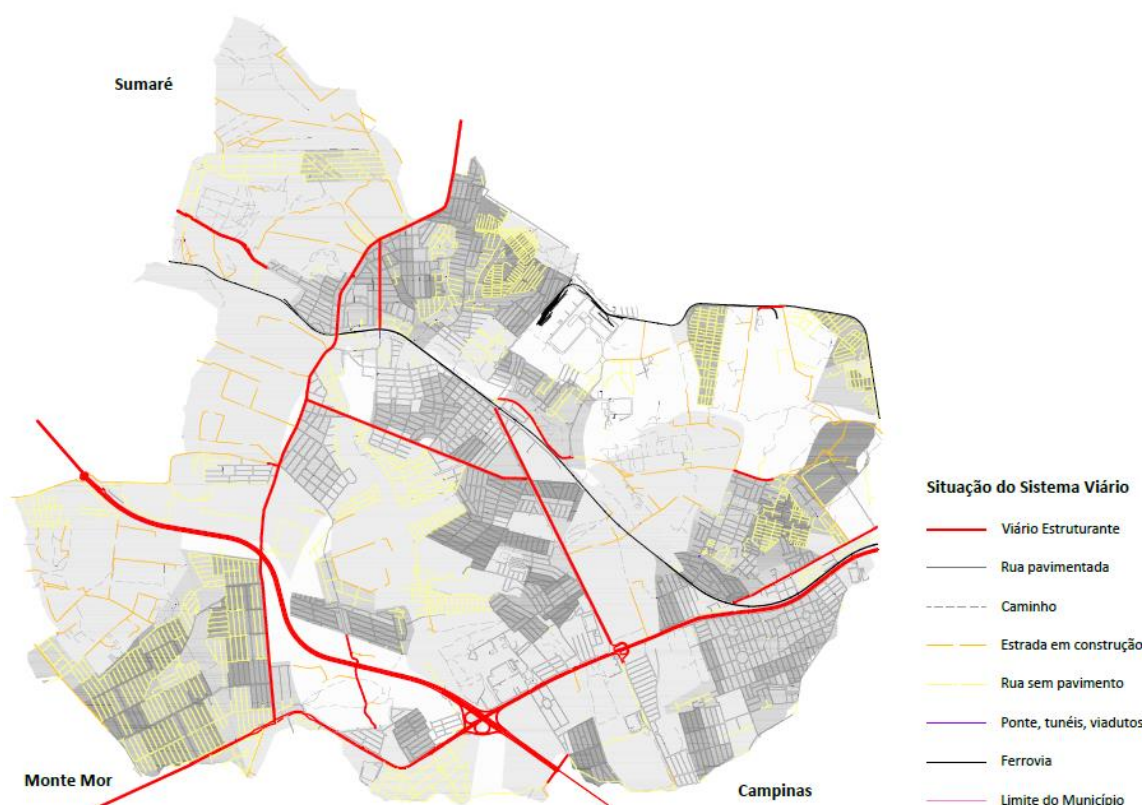 Sumaré
Monte Mor
Campinas
Situação do Sistema Viário
Viário Estruturante
Rua pavimentada
Caminho
Estrada em construção
Rua sem pavimento
Ponte, tunéis, viadutos
Ferrovia
Limite do Município